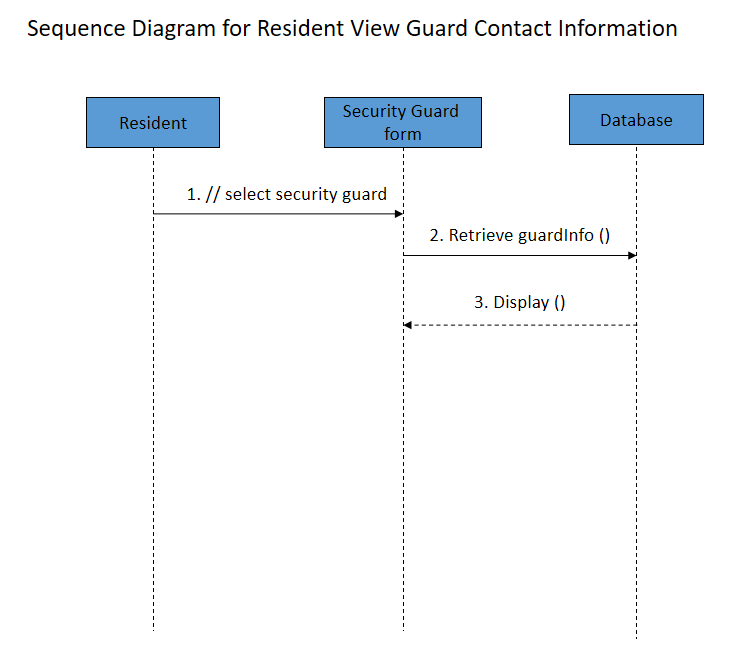 Sequence Diagram for Resident View Guard Contact Information
Resident
Security Guard
form
Database
1. // select security guard
2. Retrieve guardInfo ()
3. Display ()